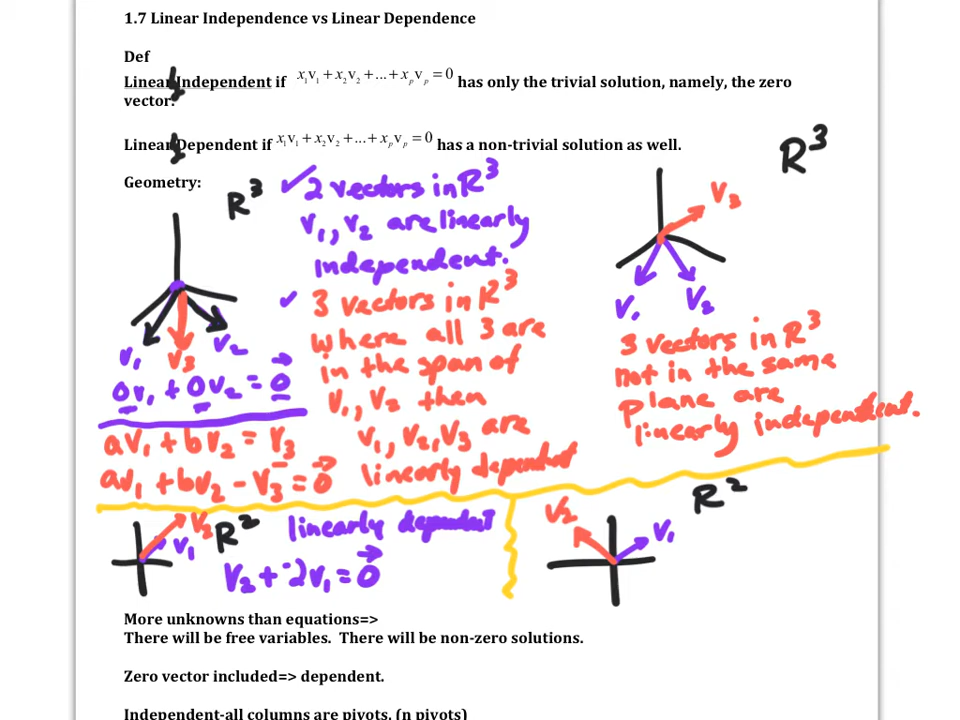 1.7 Linear Independence vs Linear Dependence
Def
Linearly Independent if x₁v₁ + x₂v₂ + ... + xₚvₚ = 0 has only the trivial solution, namely, the zero
vector.
Linearly Dependent if x₁v₁ + x₂v₂ + ... + xₚvₚ = 0 has a non-trivial solution as well.
Geometry:
R³
v₁
v₃
v₂
0v₁ + 0v₂ = 0⃗
av₁ + bv₂ = v₃
av₁ + bv₂ - v₃ = 0⃗
✓ 2 vectors in R³
v₁, v₂ are linearly
independent.
✓ 3 vectors in R³
where all 3 are
in the span of
v₁, v₂ then
v₁, v₂, v₃ are
linearly dependent
R³
v₃
v₁
v₂
3 vectors in R³
not in the same
plane are
linearly independent.
v₂
v₁
R²
linearly dependent
v₂ + -2v₁ = 0⃗
R²
v₂
v₁
More unknowns than equations=>
There will be free variables. There will be non-zero solutions.
Zero vector included=> dependent.
Independent-all columns are pivots. (n pivots)